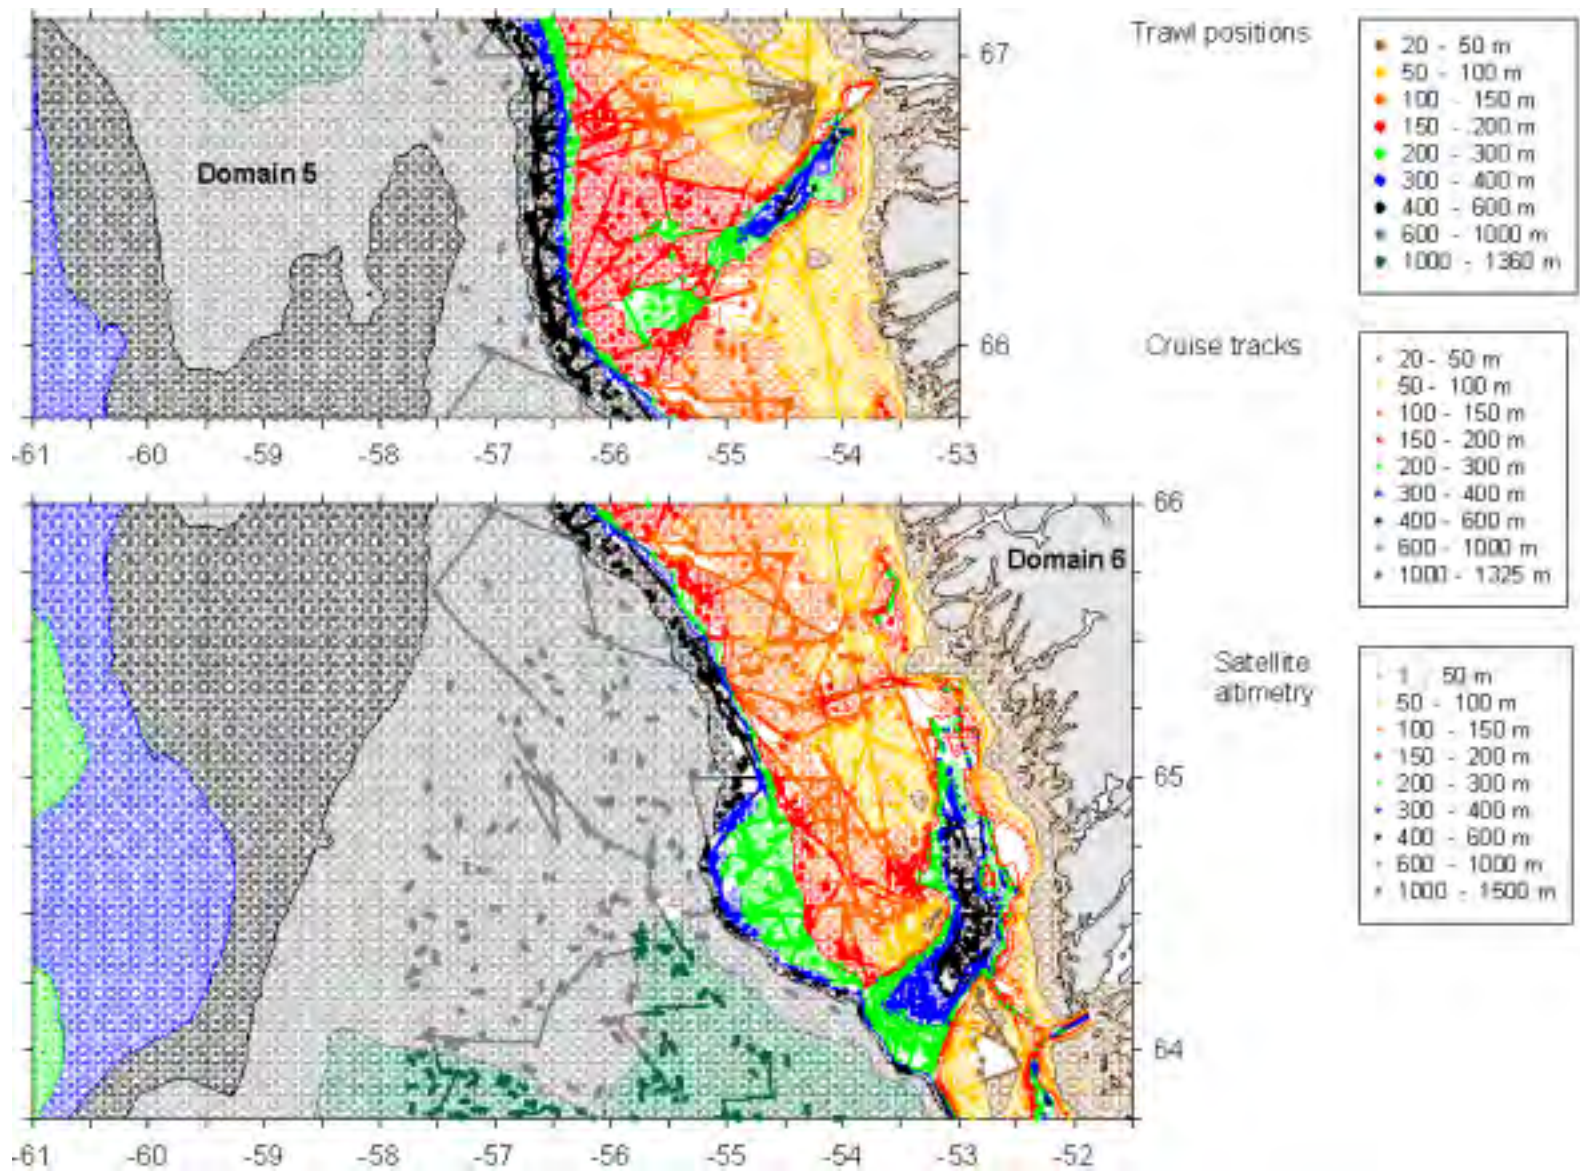 Trawl positions
20 - 50 m
50 - 100 m
100 - 150 m
150 - 200 m
200 - 300 m
300 - 400 m
400 - 600 m
600 - 1000 m
1000 - 1360 m
67
Domain 5
66
Cruise tracks
20 - 50 m
50 - 100 m
100 - 150 m
150 - 200 m
200 - 300 m
300 - 400 m
400 - 600 m
600 - 1000 m
1000 - 1325 m
-61 -60 -59 -58 -57 -56 -55 -54 -53
66
Domain 6
Satellite
altimetry
1 50 m
50 - 100 m
100 - 150 m
150 - 200 m
200 - 300 m
300 - 400 m
400 - 600 m
600 - 1000 m
1000 - 1500 m
65
64
-61 -60 -59 -58 -57 -56 -55 -54 -53 -52